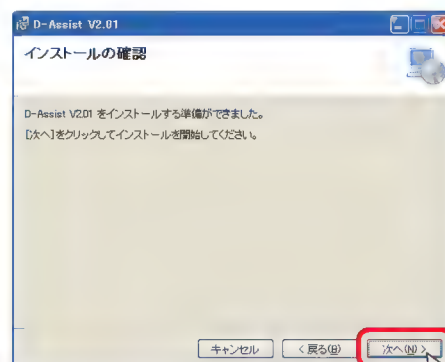 D-Assist V2.01
インストールの確認
D-Assist V2.01 をインストールする準備ができました。
[次へ]をクリックしてインストールを開始してください。
キャンセル
< 戻る(B)
次へ(N) >